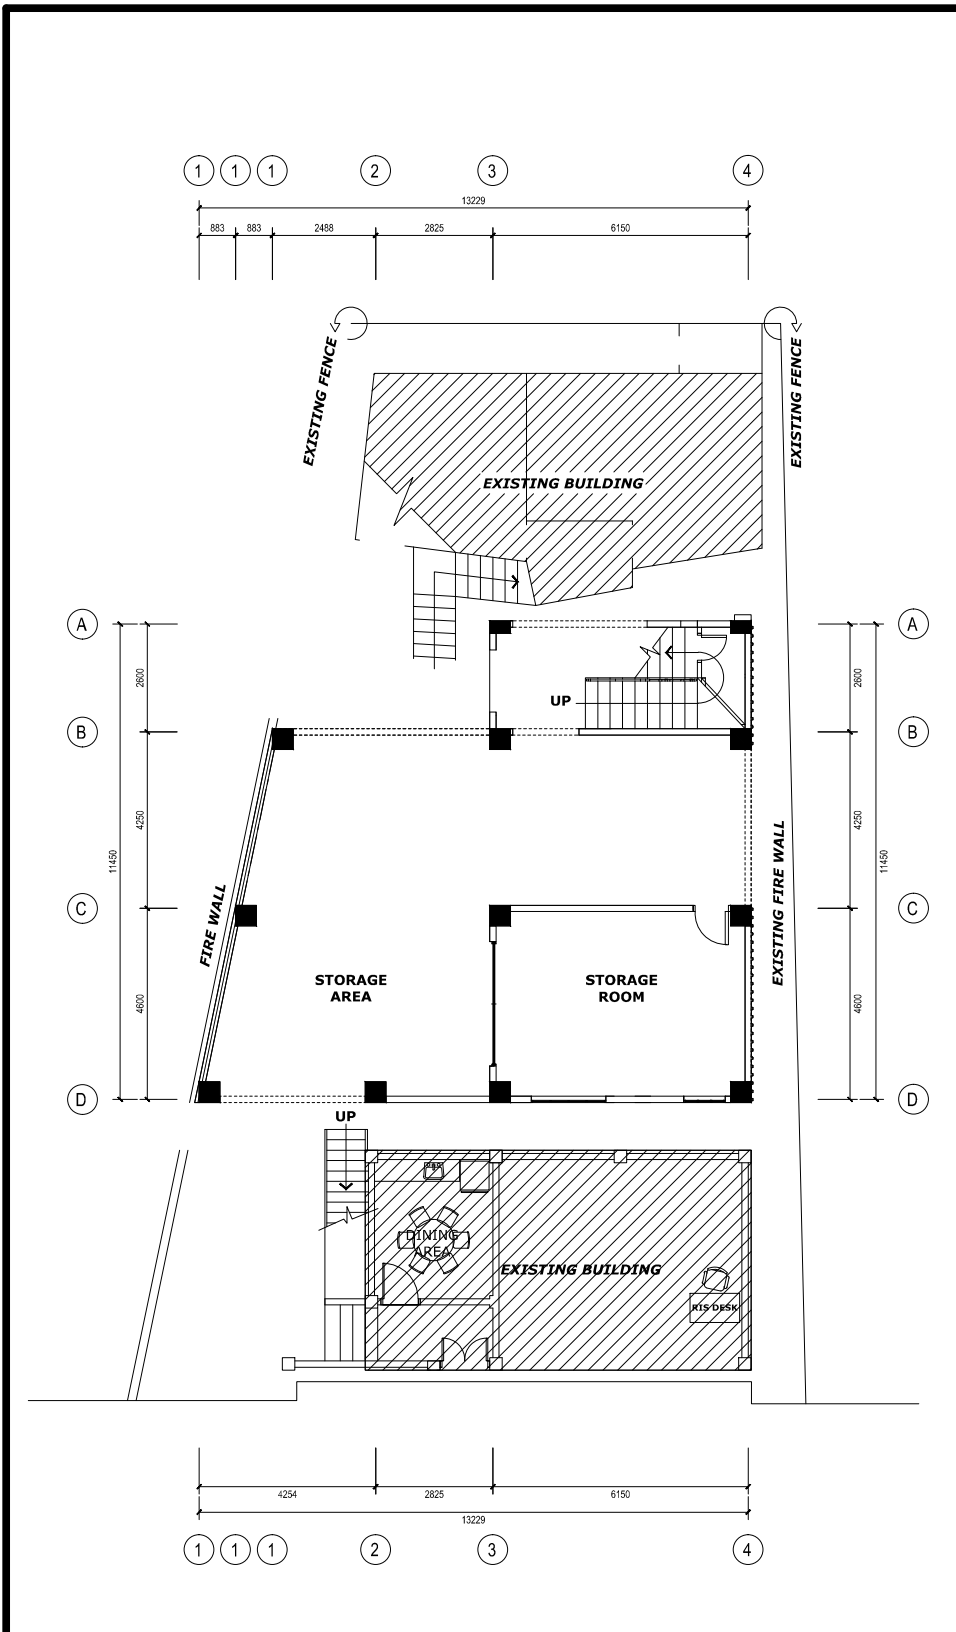 1 1 1 2 3 4
13229
883 883 2488 2825 6150
EXISTING FENCE
EXISTING FENCE
EXISTING BUILDING
A A
2600 2600
UP
B B
4250 4250
11450 11450
FIRE WALL
EXISTING FIRE WALL
C C
STORAGE
AREA
STORAGE
ROOM
4600 4600
D D
UP
DINING
AREA
EXISTING BUILDING
RIS DESK
4254 2825 6150
13229
1 1 1 2 3 4